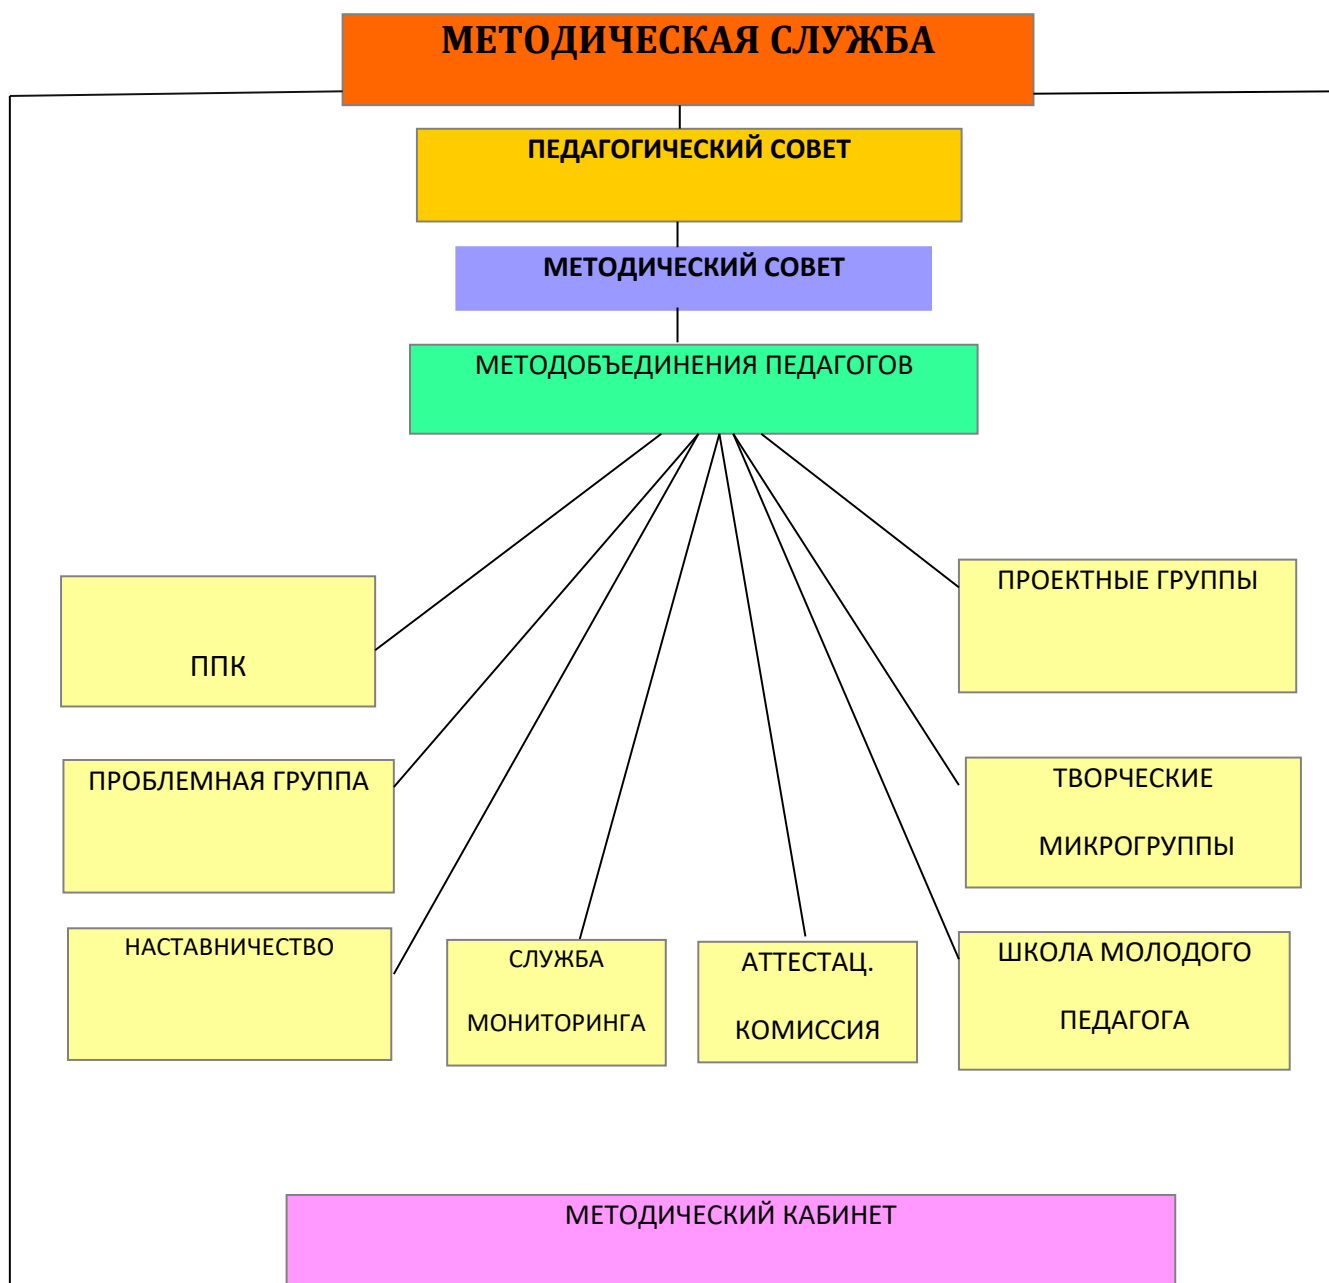 МЕТОДИЧЕСКАЯ СЛУЖБА
ПЕДАГОГИЧЕСКИЙ СОВЕТ
МЕТОДИЧЕСКИЙ СОВЕТ
МЕТОДОБЪЕДИНЕНИЯ ПЕДАГОГОВ
ППК
ПРОЕКТНЫЕ ГРУППЫ
ПРОБЛЕМНАЯ ГРУППА
ТВОРЧЕСКИЕ
МИКРОГРУППЫ
НАСТАВНИЧЕСТВО
СЛУЖБА
МОНИТОРИНГА
АТТЕСТАЦ.
КОМИССИЯ
ШКОЛА МОЛОДОГО
ПЕДАГОГА
МЕТОДИЧЕСКИЙ КАБИНЕТ